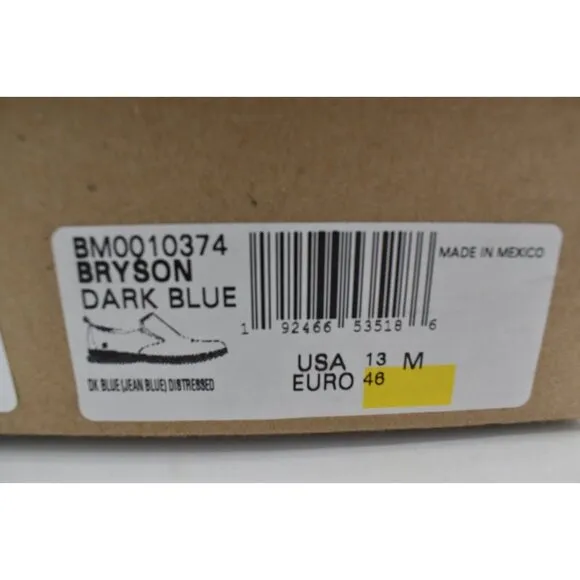 BM0010374
BRYSON
DARK BLUE
DK BLUE (JEAN BLUE) DISTRESSED
1 92466 53518 6
MADE IN MEXICO
USA 13 M
EURO 46